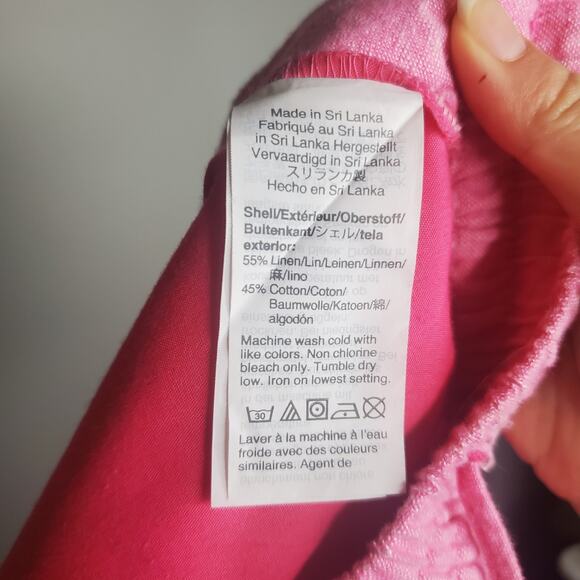 Made in Sri Lanka
Fabriqué au Sri Lanka
in Sri Lanka Hergestellt
Vervaardigd in Sri Lanka
スリランカ製
Hecho en Sri Lanka
Shell/Extérieur/Oberstoff/
Buitenkant/シェル/tela
exterior:
55% Linen/Lin/Leinen/Linnen/
麻/lino
45% Cotton/Coton/
Baumwolle/Katoen/綿/
algodón
Machine wash cold with
like colors. Non chlorine
bleach only. Tumble dry
low. Iron on lowest setting.
30
Laver à la machine à l'eau
froide avec des couleurs
similaires. Agent de